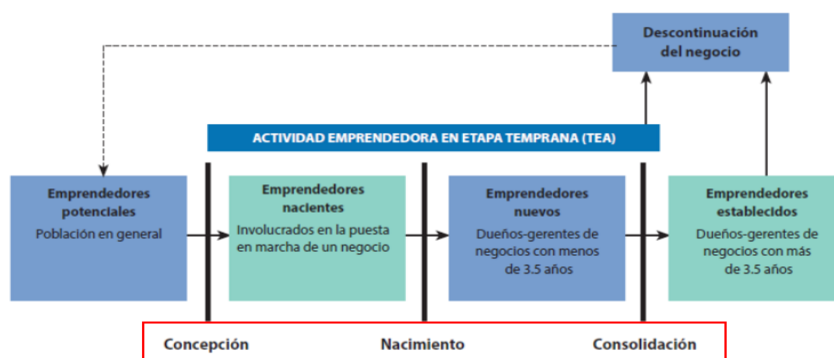 Descontinuación
del negocio
ACTIVIDAD EMPRENDEDORA EN ETAPA TEMPRANA (TEA)
Emprendedores
potenciales
Población en general
Emprendedores
nacientes
Involucrados en la puesta
en marcha de un negocio
Emprendedores
nuevos
Dueños-gerentes de
negocios con menos
de 3.5 años
Emprendedores
establecidos
Dueños-gerentes de
negocios con más
de 3.5 años
Concepción
Nacimiento
Consolidación